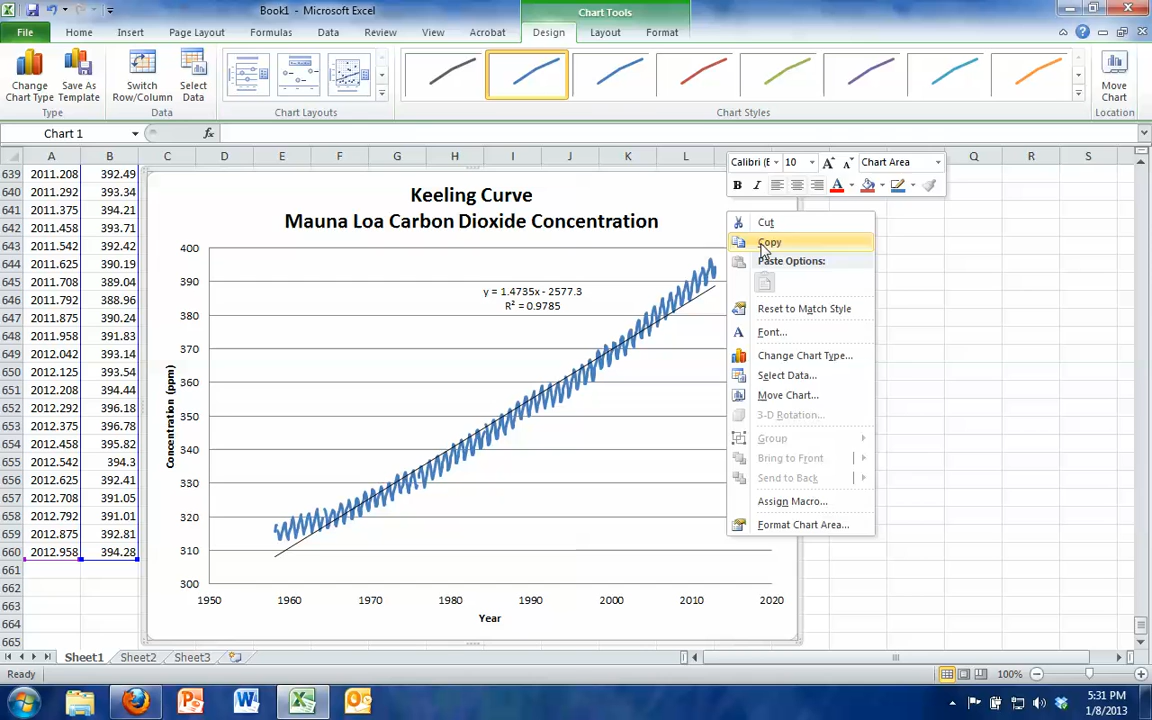 Book1 - Microsoft Excel
Chart Tools
File Home Insert Page Layout Formulas Data Review View Acrobat Design Layout Format
Change Chart Type
Save As Template
Switch Row/Column
Select Data
Move Chart
Type Data Chart Layouts Chart Styles Location
Chart 1
fx
A B C D E F G H I J K L Q R S
Calibri (E 10 A A Chart Area
B I A
639 2011.208 392.49
640 2011.292 393.34
641 2011.375 394.21
642 2011.458 393.71
643 2011.542 392.42
644 2011.625 390.19
645 2011.708 389.04
646 2011.792 388.96
647 2011.875 390.24
648 2011.958 391.83
649 2012.042 393.14
650 2012.125 393.54
651 2012.208 394.44
652 2012.292 396.18
653 2012.375 396.78
654 2012.458 395.82
655 2012.542 394.3
656 2012.625 392.41
657 2012.708 391.05
658 2012.792 391.01
659 2012.875 392.81
660 2012.958 394.28
661
662
663
664
665
Keeling Curve
Mauna Loa Carbon Dioxide Concentration
y = 1.4735x - 2577.3
R² = 0.9785
Concentration (ppm)
400
390
380
370
360
350
340
330
320
310
300
1950 1960 1970 1980 1990 2000 2010 2020
Year
Cut
Copy
Paste Options:
Reset to Match Style
Font...
Change Chart Type...
Select Data...
Move Chart...
3-D Rotation...
Group
Bring to Front
Send to Back
Assign Macro...
Format Chart Area...
Sheet1 Sheet2 Sheet3
Ready 100%
5:31 PM
1/8/2013